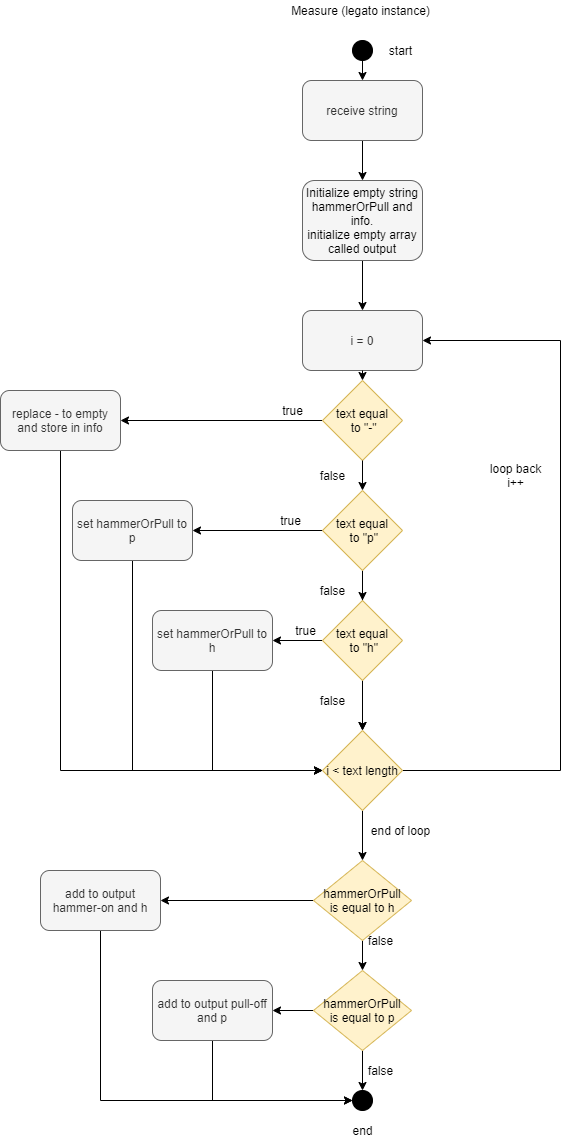 Measure (legato instance)
start
receive string
Initialize empty string
hammerOrPull and
info.
initialize empty array
called output
i = 0
replace - to empty
and store in info
true
text equal
to "-"
false
loop back
i++
set hammerOrPull to
p
true
text equal
to "p"
false
set hammerOrPull to
h
true
text equal
to "h"
false
i < text length
end of loop
add to output
hammer-on and h
hammerOrPull
is equal to h
false
add to output pull-off
and p
hammerOrPull
is equal to p
false
end